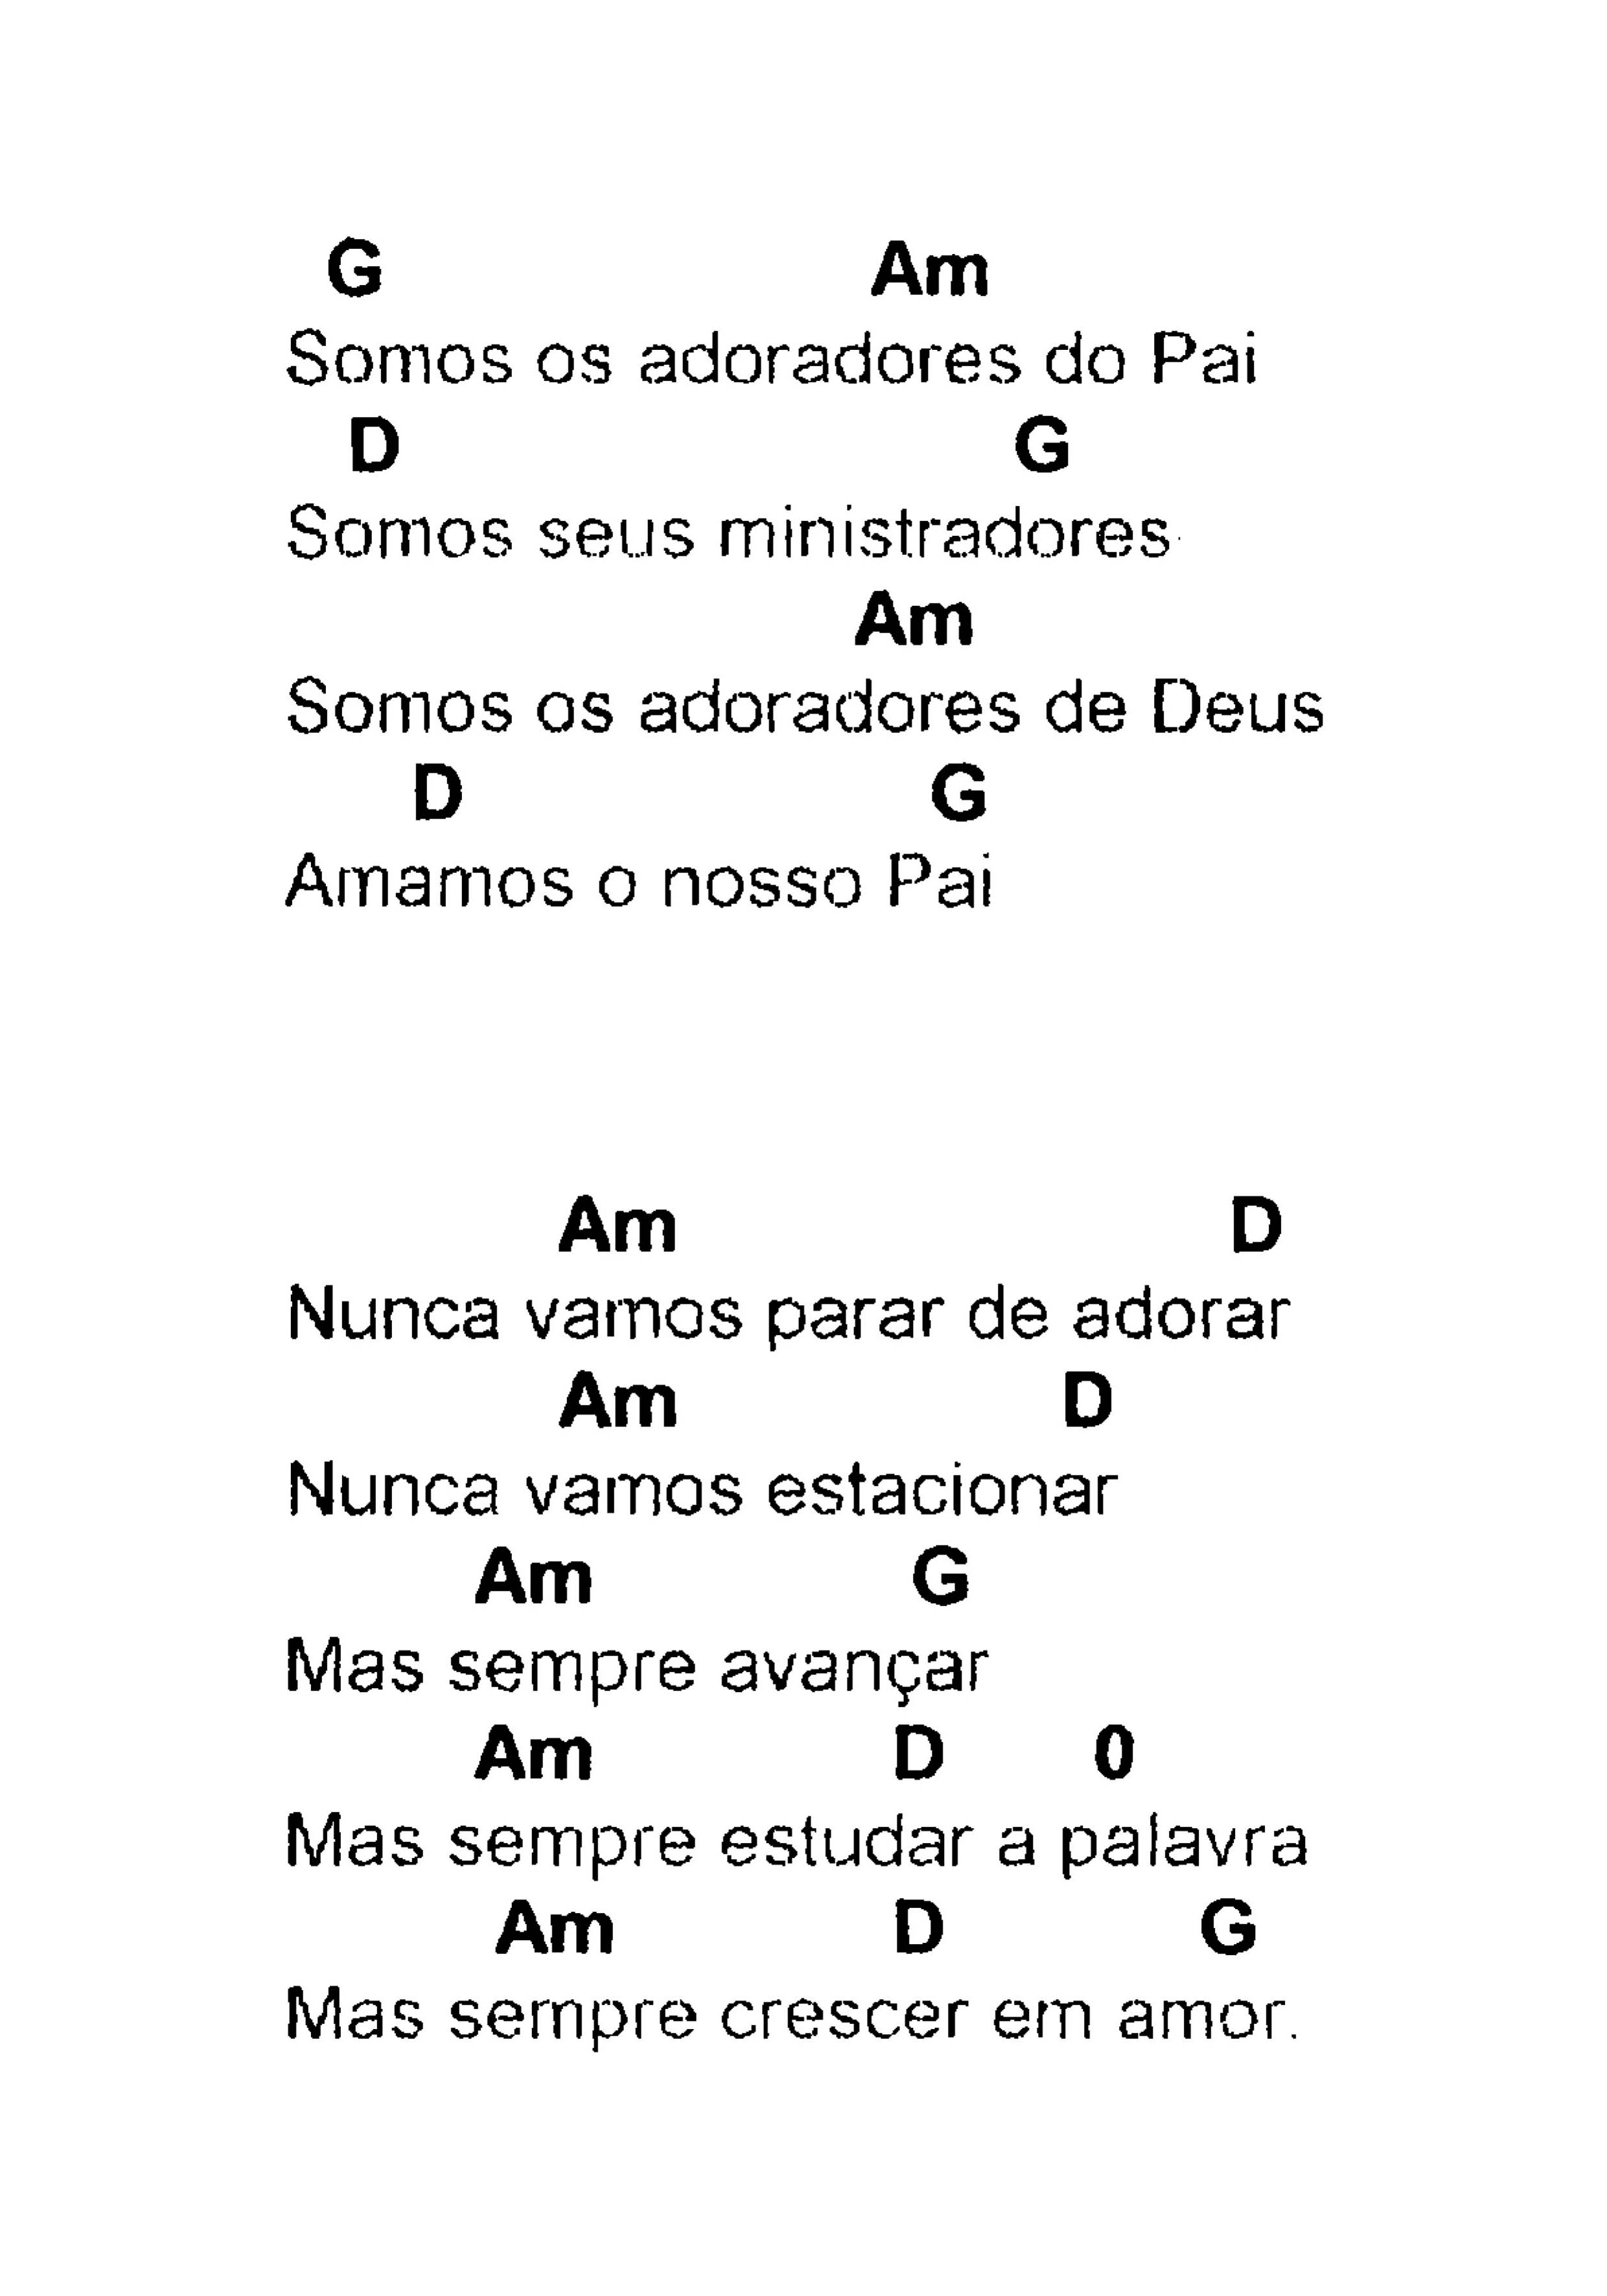 G Am
Somos os adoradores do Pai
D G
Somos seus ministradores
Am
Somos os adoradores de Deus
D G
Amamos o nosso Pai
Am D
Nunca vamos parar de adorar
Am D
Nunca vamos estacionar
Am G
Mas sempre avançar
Am D 0
Mas sempre estudar a palavra
Am D G
Mas sempre crescer em amor.